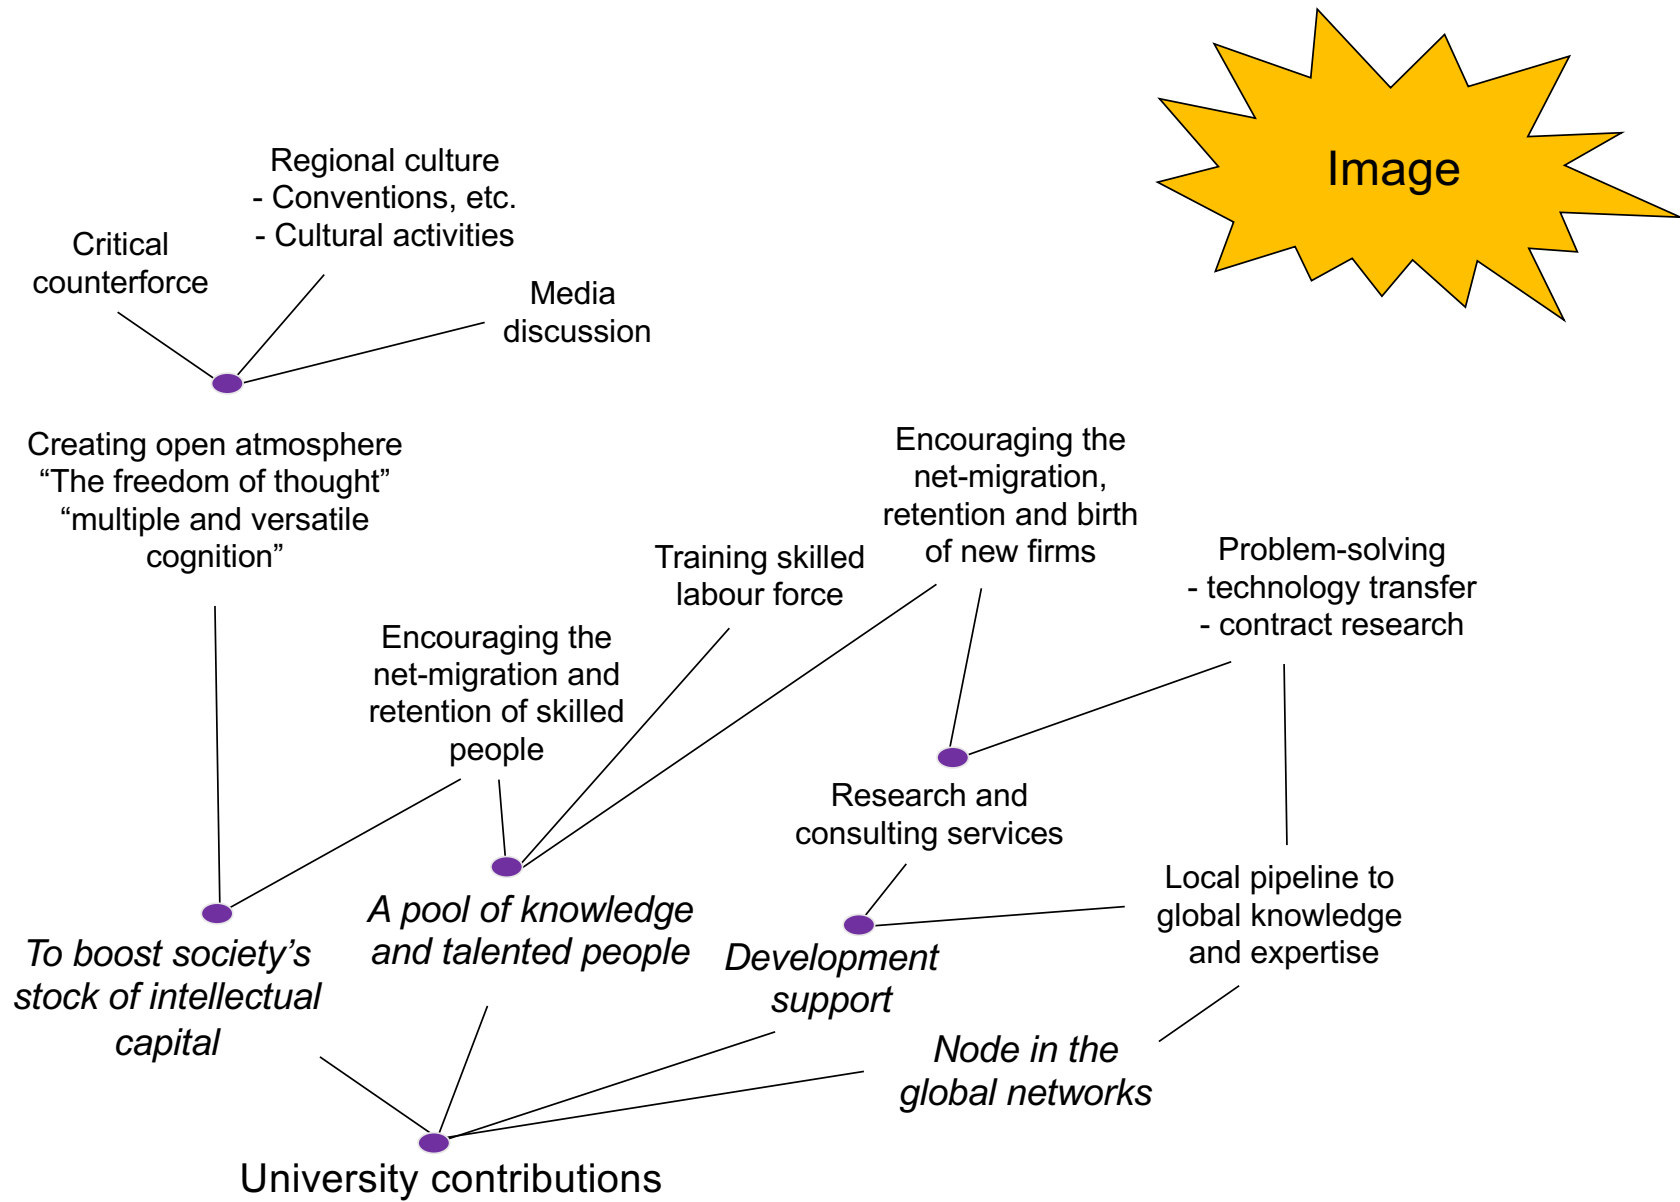 Image
Regional culture
- Conventions, etc.
- Cultural activities
Critical
counterforce
Media
discussion
Creating open atmosphere
“The freedom of thought”
“multiple and versatile
cognition”
Encouraging the
net-migration,
retention and birth
of new firms
Training skilled
labour force
Problem-solving
- technology transfer
- contract research
Encouraging the
net-migration and
retention of skilled
people
Research and
consulting services
Local pipeline to
global knowledge
and expertise
To boost society’s
stock of intellectual
capital
A pool of knowledge
and talented people
Development
support
Node in the
global networks
University contributions